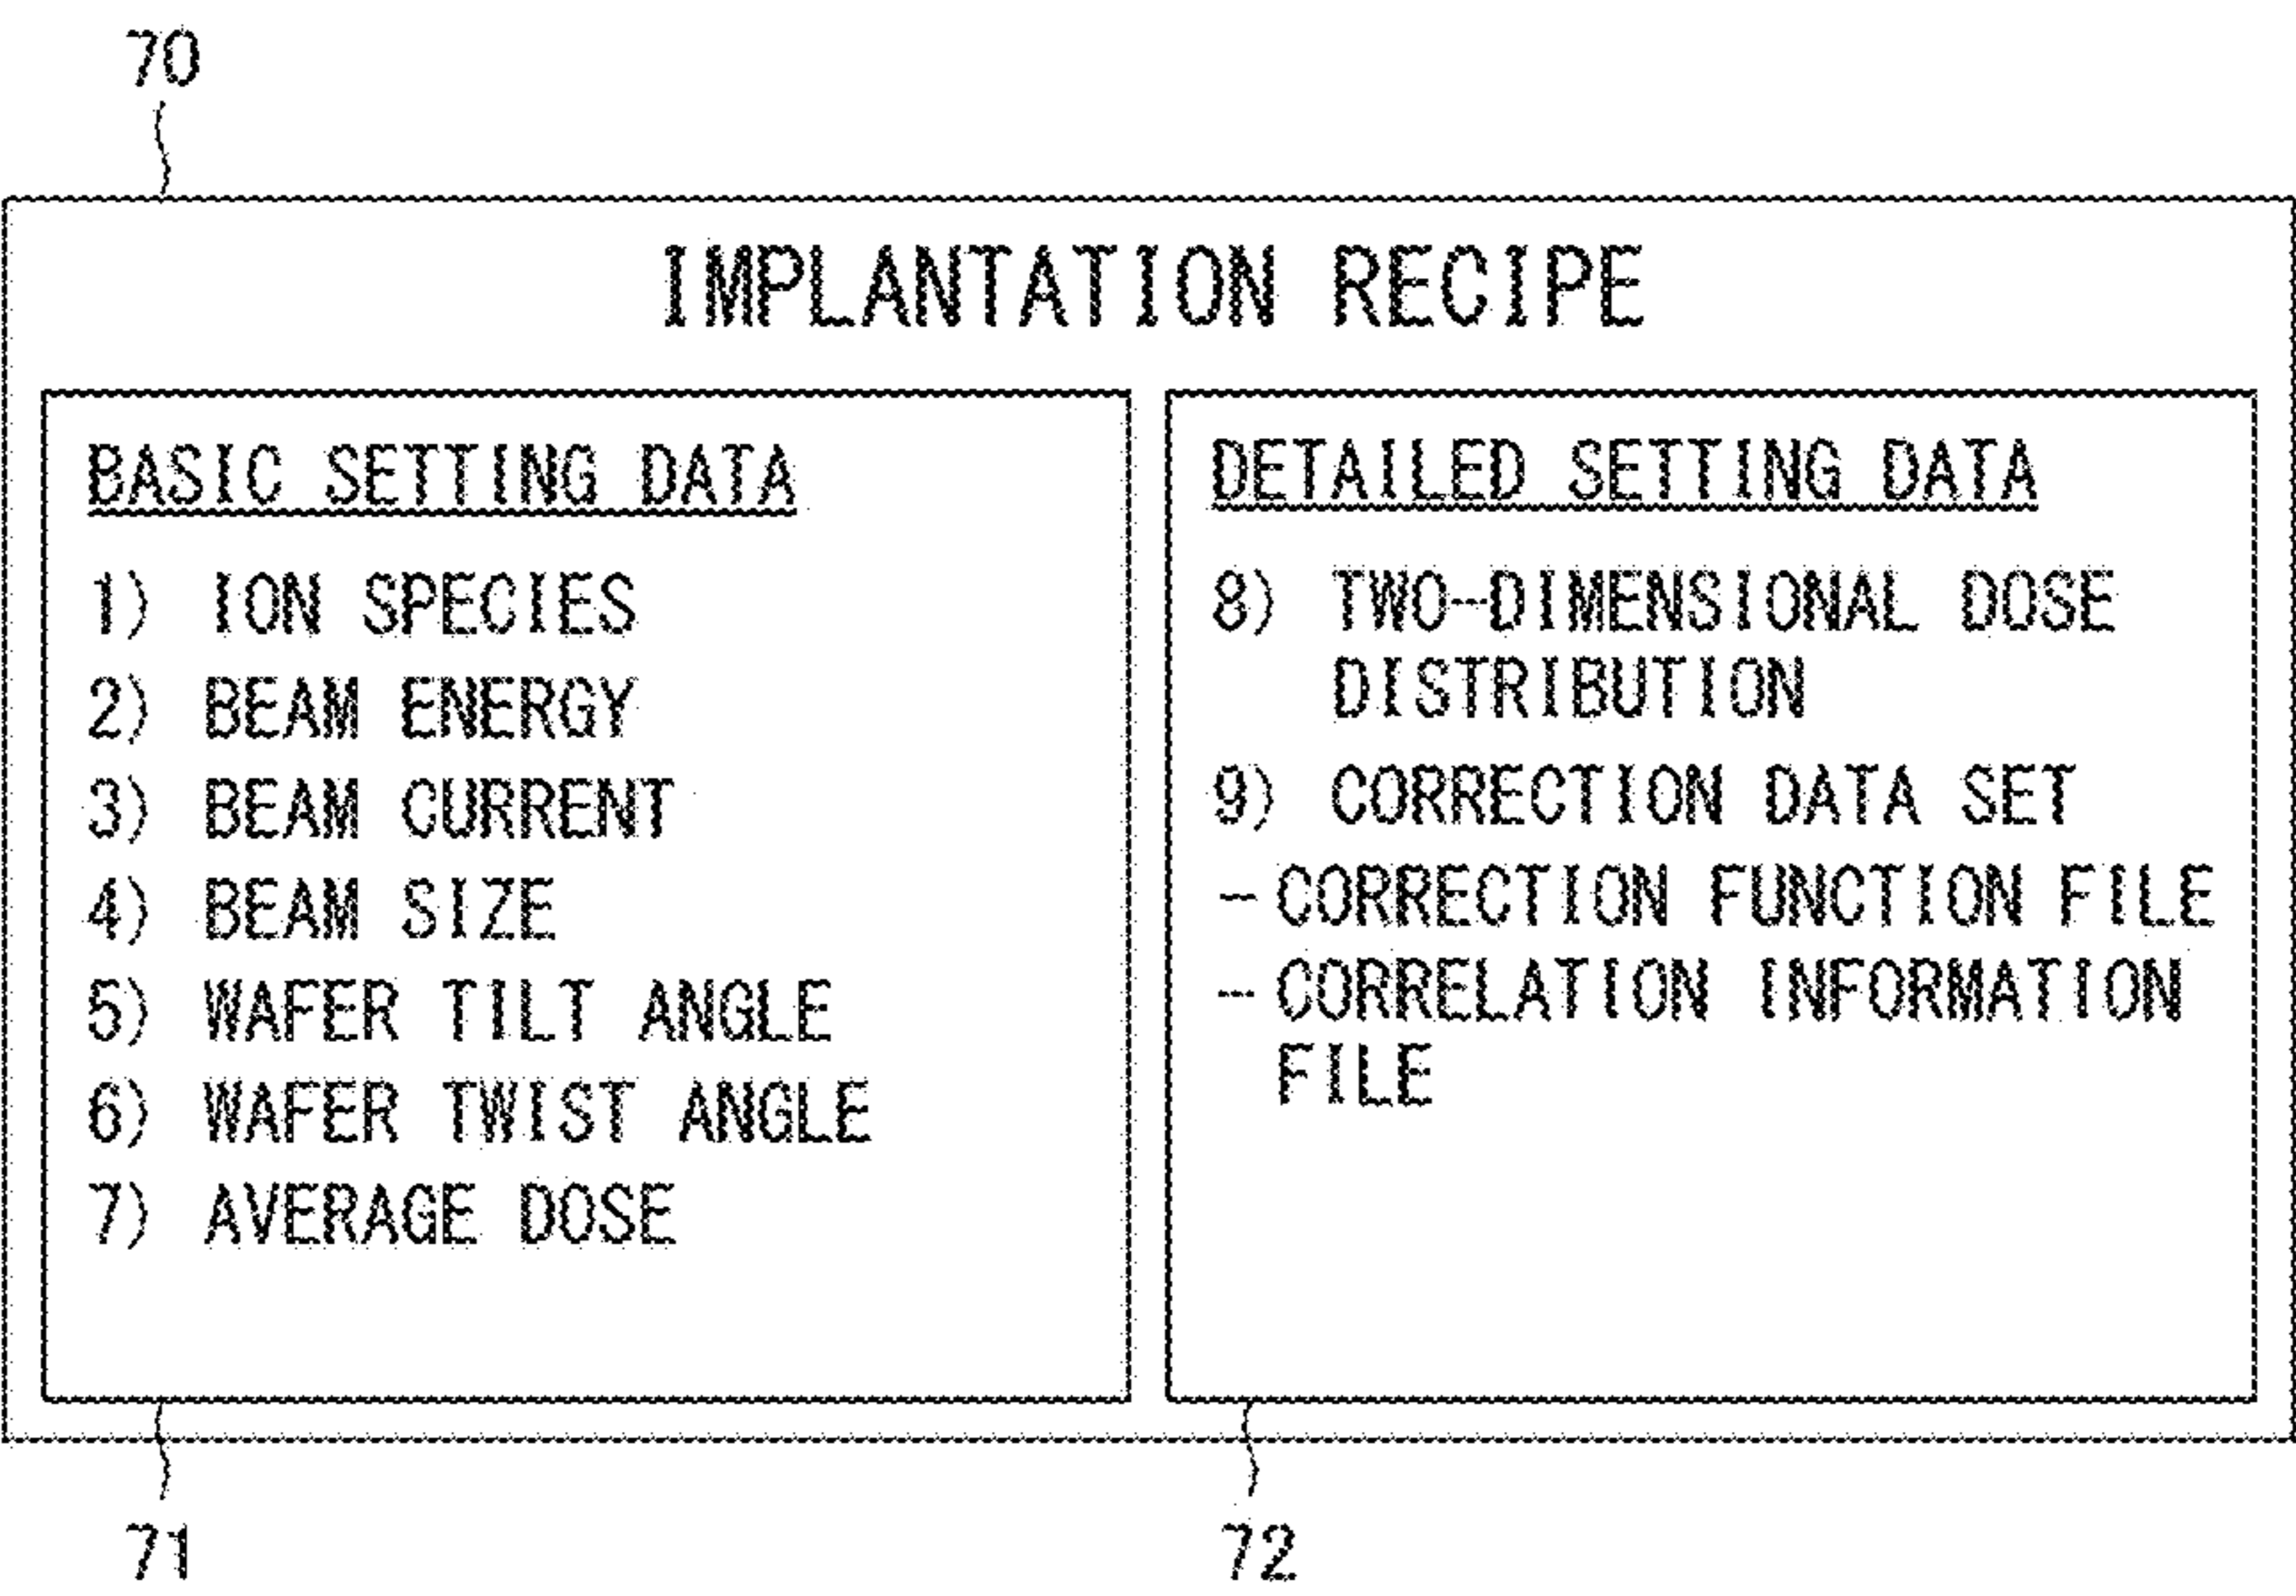 70
IMPLANTATION RECIPE
BASIC SETTING DATA
1) ION SPECIES
2) BEAM ENERGY
3) BEAM CURRENT
4) BEAM SIZE
5) WAFER TILT ANGLE
6) WAFER TWIST ANGLE
7) AVERAGE DOSE
DETAILED SETTING DATA
8) TWO-DIMENSIONAL DOSE
DISTRIBUTION
9) CORRECTION DATA SET
- CORRECTION FUNCTION FILE
- CORRELATION INFORMATION
FILE
71
72